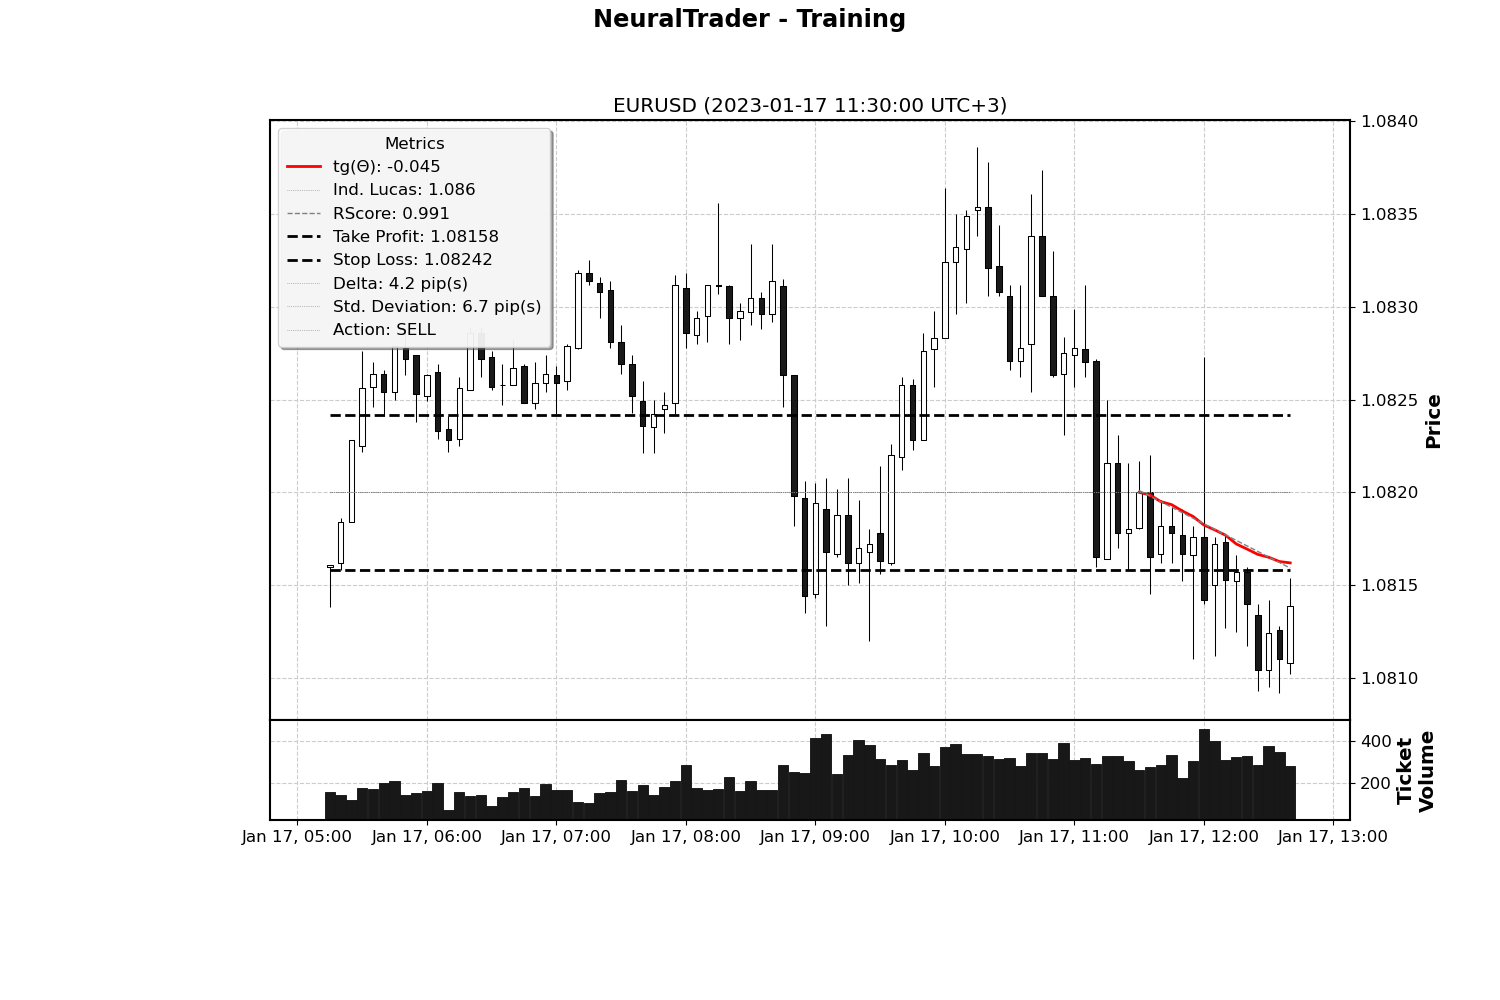 NeuralTrader - Training
EURUSD (2023-01-17 11:30:00 UTC+3)
Metrics
tg(Θ): -0.045
Ind. Lucas: 1.086
RScore: 0.991
Take Profit: 1.08158
Stop Loss: 1.08242
Delta: 4.2 pip(s)
Std. Deviation: 6.7 pip(s)
Action: SELL
1.0840
1.0835
1.0830
1.0825
1.0820
1.0815
1.0810
Price
400
200
Ticket
Volume
Jan 17, 05:00
Jan 17, 06:00
Jan 17, 07:00
Jan 17, 08:00
Jan 17, 09:00
Jan 17, 10:00
Jan 17, 11:00
Jan 17, 12:00
Jan 17, 13:00